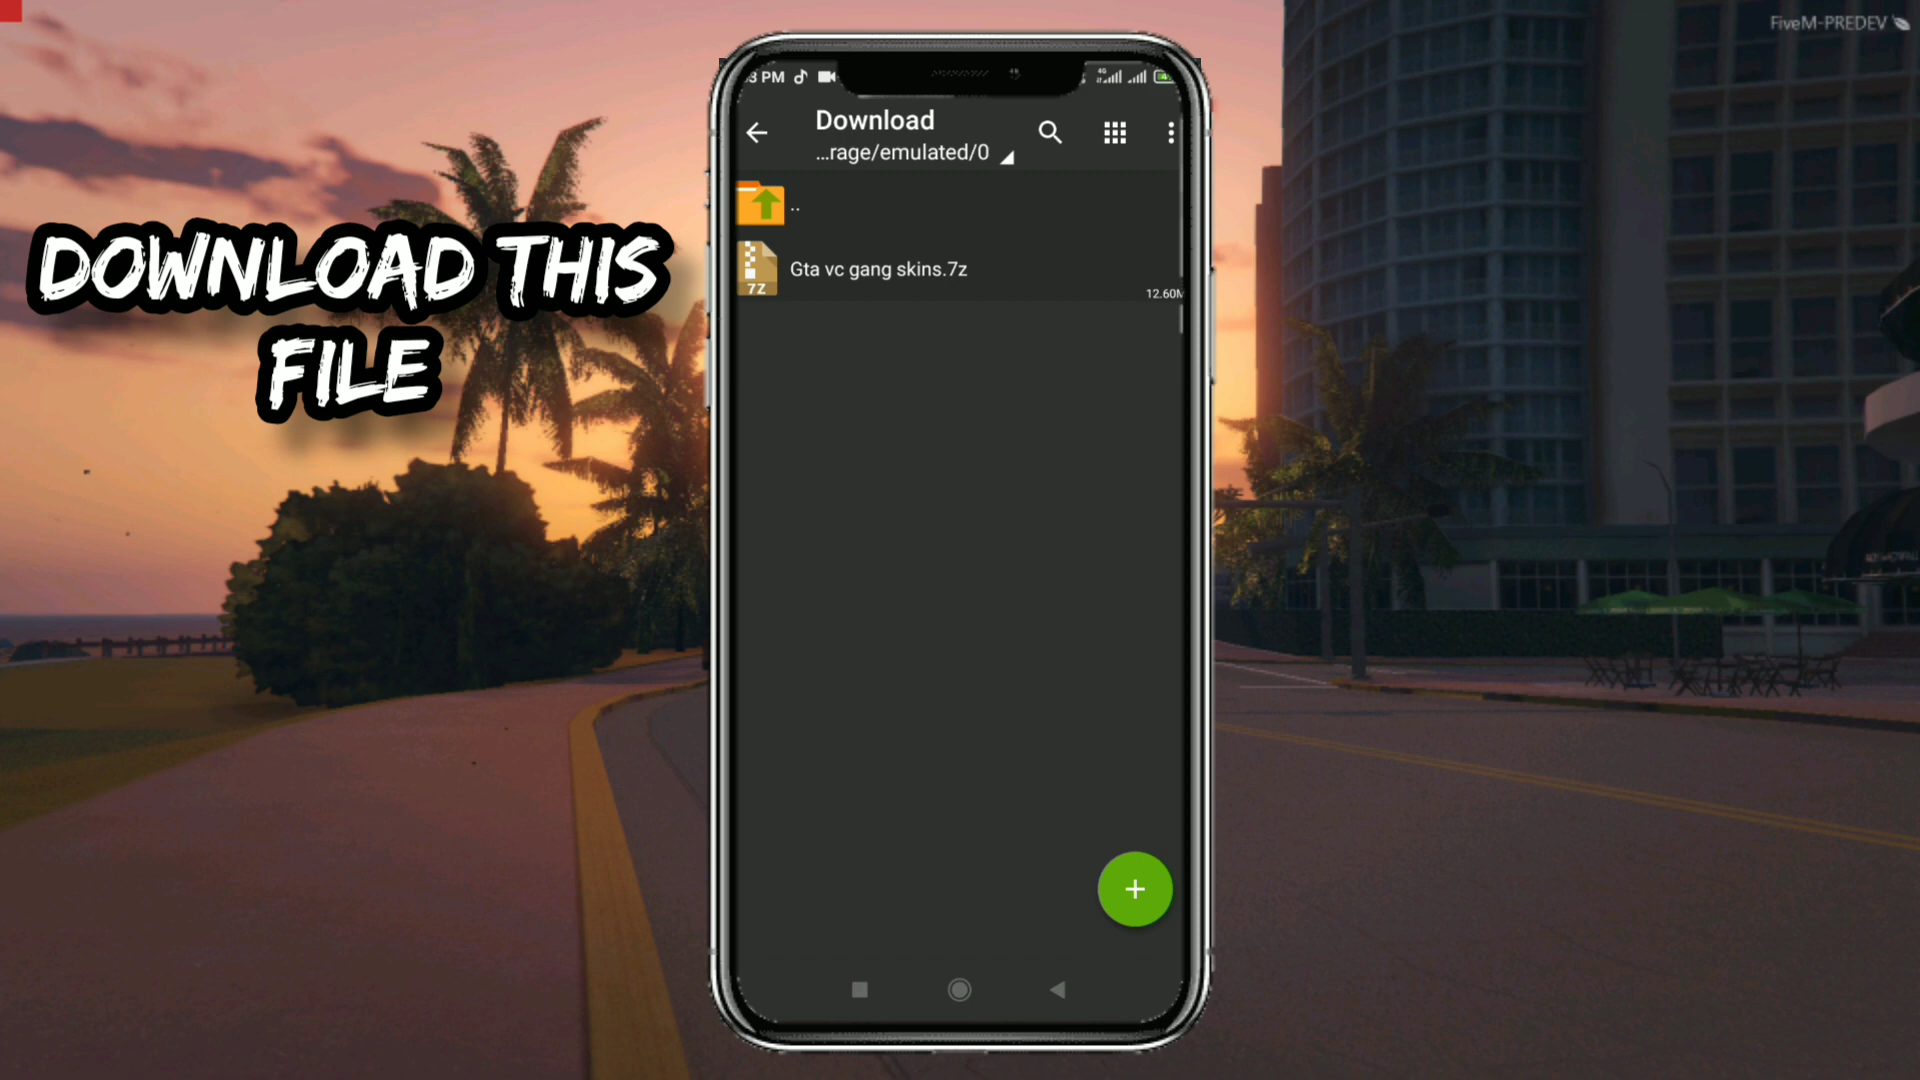 FiveM-PREDEV
DOWNLOAD THIS
FILE
3 PM
4G
Download
...rage/emulated/0
..
Gta vc gang skins.7z
7Z
12.60M